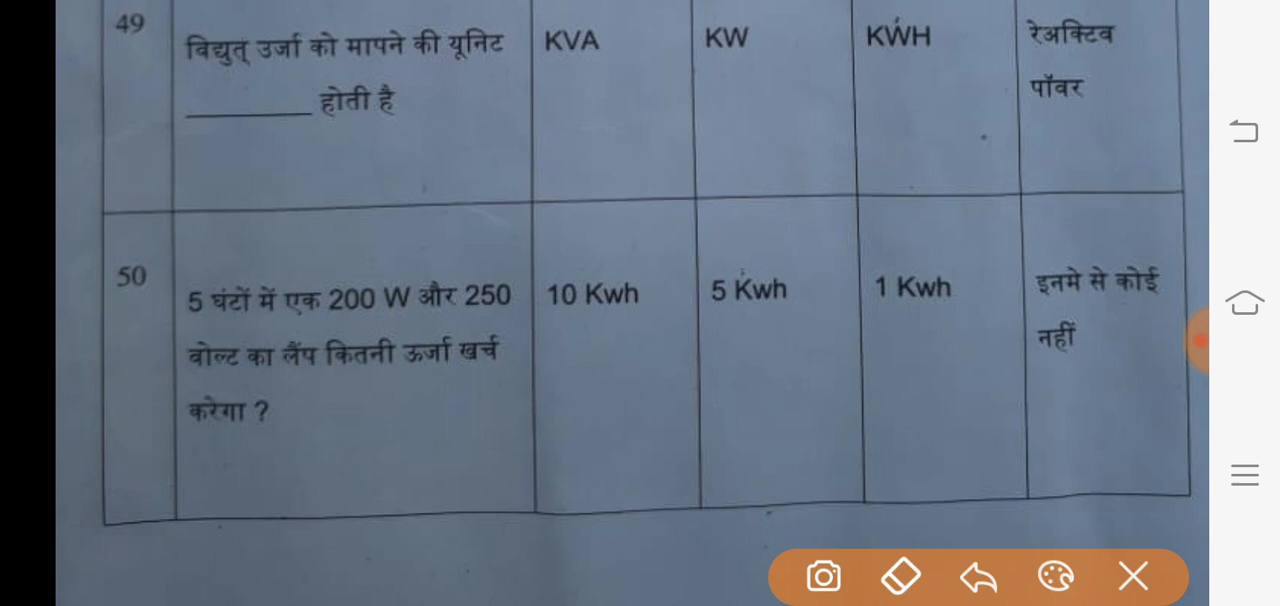 49
विद्युत् उर्जा को मापने की यूनिट
________ होती है
KVA
KW
KWH
रेअक्टिव
पॉवर
50
5 घंटों में एक 200 W और 250
वोल्ट का लैंप कितनी ऊर्जा खर्च
करेगा ?
10 Kwh
5 Kwh
1 Kwh
इनमे से कोई
नहीं